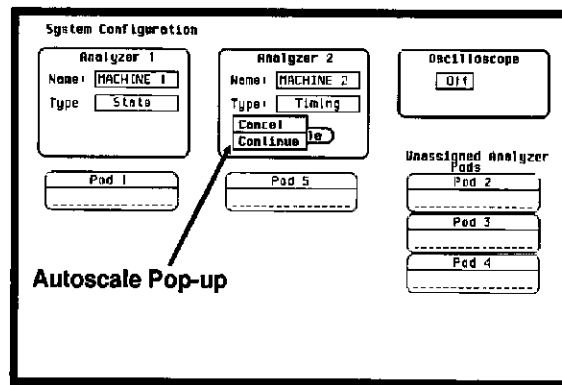 System Configuration
Analyzer 1
Name: MACHINE 1
Type State
Analyzer 2
Name: MACHINE 2
Type: Timing
Cancel
Continue
le
Oscilloscope
Off
Unassigned Analyzer
Pods
Pod 1
Pod 5
Pod 2
Pod 3
Pod 4
Autoscale Pop-up